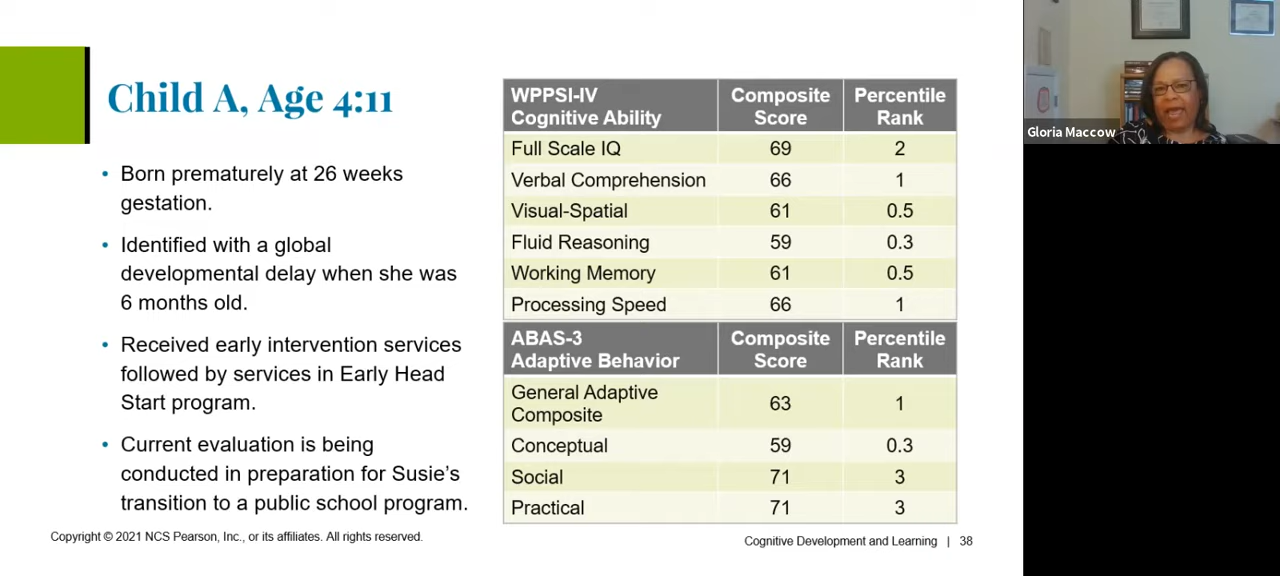 Child A, Age 4:11
• Born prematurely at 26 weeks
gestation.
• Identified with a global
developmental delay when she was
6 months old.
• Received early intervention services
followed by services in Early Head
Start program.
• Current evaluation is being
conducted in preparation for Susie's
transition to a public school program.
WPPSI-IV
Cognitive Ability
Composite
Score
Percentile
Rank
Full Scale IQ 69 2
Verbal Comprehension 66 1
Visual-Spatial 61 0.5
Fluid Reasoning 59 0.3
Working Memory 61 0.5
Processing Speed 66 1
ABAS-3
Adaptive Behavior
Composite
Score
Percentile
Rank
General Adaptive
Composite
63 1
Conceptual 59 0.3
Social 71 3
Practical 71 3
Copyright © 2021 NCS Pearson, Inc., or its affiliates. All rights reserved.
Cognitive Development and Learning | 38
Gloria Maccow